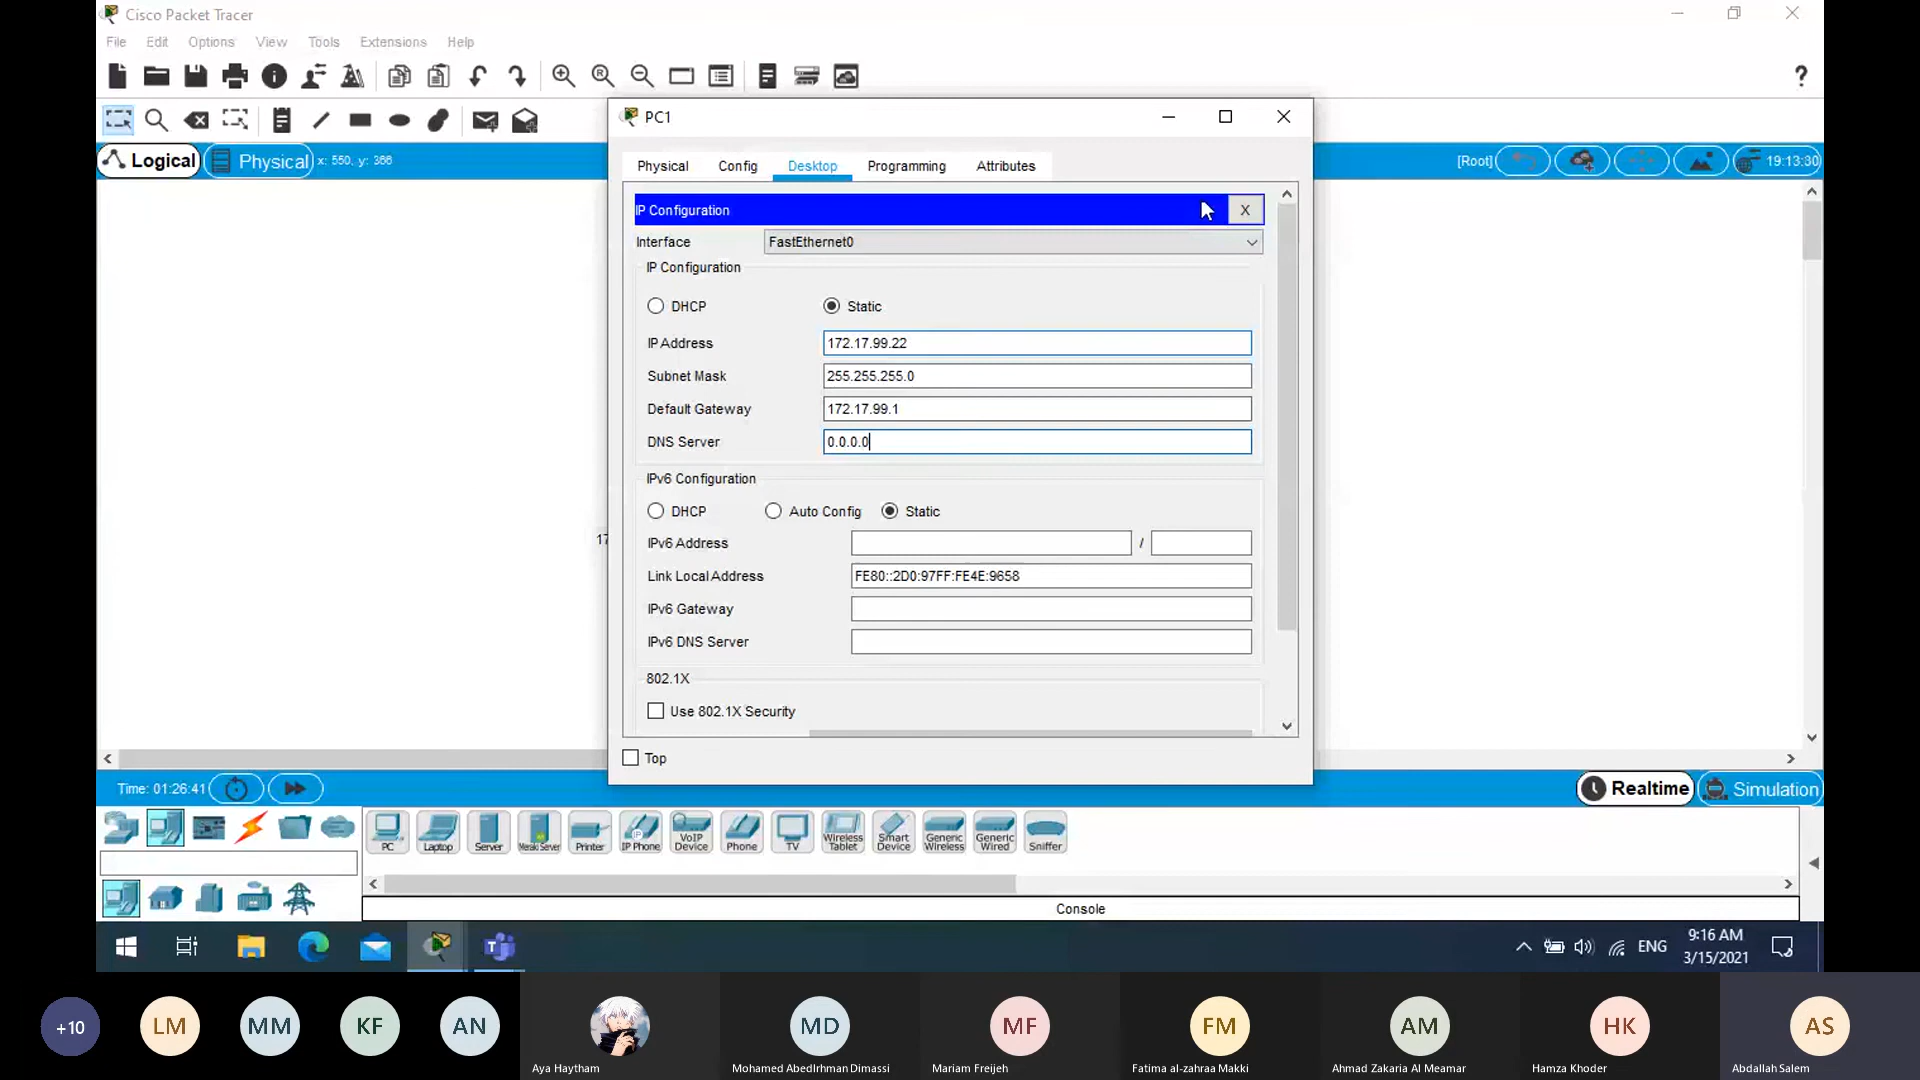 Cisco Packet Tracer
File Edit Options View Tools Extensions Help
?
PC1
Logical Physical x: 550, y: 366
[Root] 19:13:30
Physical Config Desktop Programming Attributes
IP Configuration X
Interface FastEthernet0
IP Configuration
DHCP Static
IP Address 172.17.99.22
Subnet Mask 255.255.255.0
Default Gateway 172.17.99.1
DNS Server 0.0.0.0
IPv6 Configuration
DHCP Auto Config Static
17
IPv6 Address /
Link Local Address FE80::2D0:97FF:FE4E:9658
IPv6 Gateway
IPv6 DNS Server
802.1X
Use 802.1X Security
Top
Time: 01:26:41 Realtime Simulation
PC Laptop Server Meraki Server Printer IP Phone VoIP Device Phone TV Wireless Tablet Smart Device Generic Wireless Generic Wired Sniffer
Console
ENG 9:16 AM
3/15/2021
+10 LM MM KF AN MD MF FM AM HK AS
Aya Haytham Mohamed AbedIrhman Dimassi Mariam Freijeh Fatima al-zahraa Makki Ahmad Zakaria Al Meamar Hamza Khoder Abdallah Salem